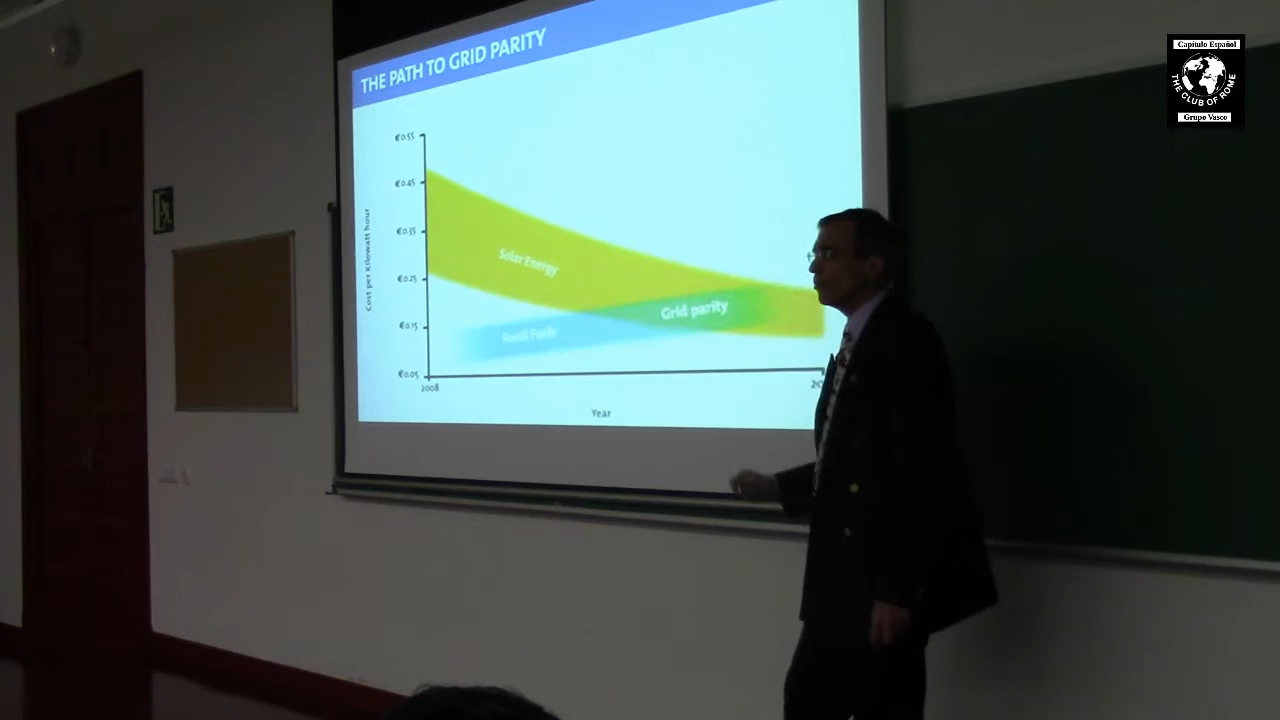 THE PATH TO GRID PARITY
€0.55
€0.45
€0.35
€0.25
€0.15
€0.05
Cost per Kilowatt hour
Solar Energy
Grid parity
Fossil Fuels
2008
Year
Capítulo Español
THE CLUB OF ROME
Grupo Vasco